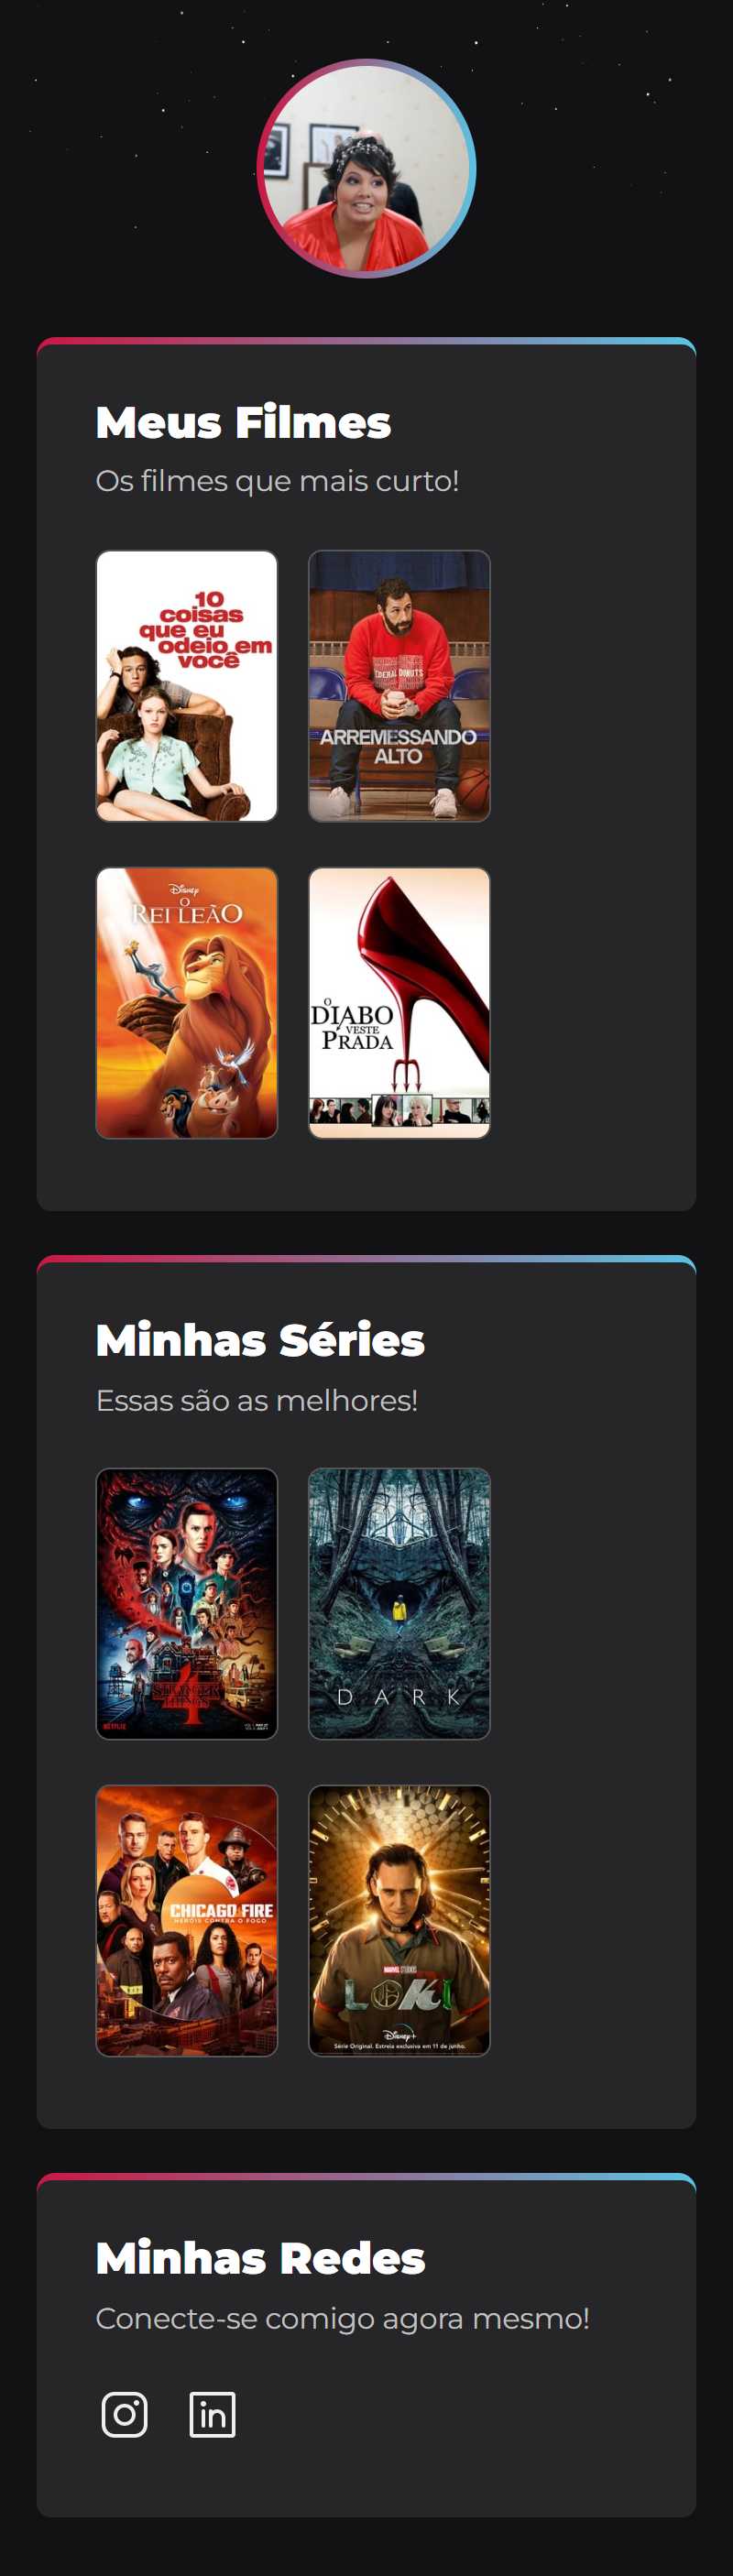 Meus Filmes
Os filmes que mais curto!
10
coisas
que eu
odeio em
você
FEDERAL DONUTS
ARREMESSANDO
ALTO
Disney
O
REI LEÃO
O
DIABO
VESTE
PRADA
Minhas Séries
Essas são as melhores!
STRANGER
THINGS
4
NETFLIX
DARK
CHICAGO FIRE
HERÓIS CONTRA O FOGO
MARVEL STUDIOS
LOKI
Disney+
Série Original. Estreia exclusiva em 11 de junho.
Minhas Redes
Conecte-se comigo agora mesmo!
in